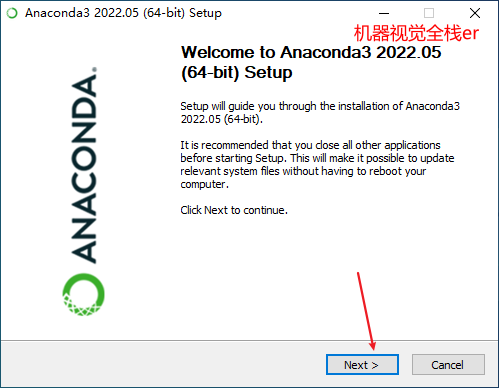 Anaconda3 2022.05 (64-bit) Setup
机器视觉全栈er
Welcome to Anaconda3 2022.05
(64-bit) Setup
Setup will guide you through the installation of Anaconda3
2022.05 (64-bit).
It is recommended that you close all other applications
before starting Setup. This will make it possible to update
relevant system files without having to reboot your
computer.
Click Next to continue.
ANACONDA.
Next >
Cancel